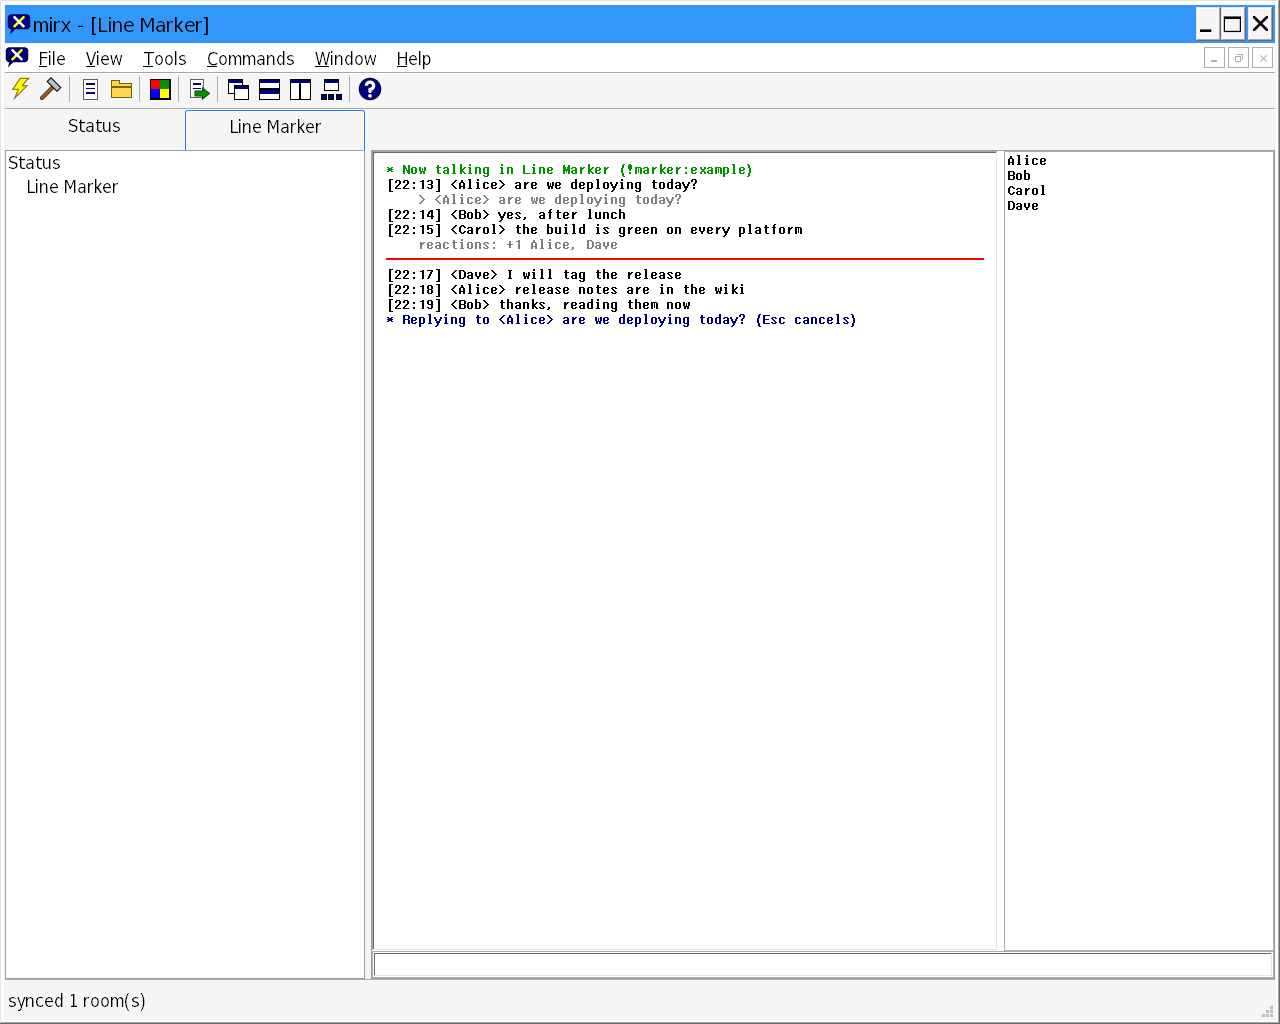 mirx - [Line Marker]
File View Tools Commands Window Help
Status Line Marker
Status
Line Marker
* Now talking in Line Marker (!marker:example)
[22:13] <Alice> are we deploying today?
> <Alice> are we deploying today?
[22:14] <Bob> yes, after lunch
[22:15] <Carol> the build is green on every platform
reactions: +1 Alice, Dave
[22:17] <Dave> I will tag the release
[22:18] <Alice> release notes are in the wiki
[22:19] <Bob> thanks, reading them now
* Replying to <Alice> are we deploying today? (Esc cancels)
Alice
Bob
Carol
Dave
synced 1 room(s)